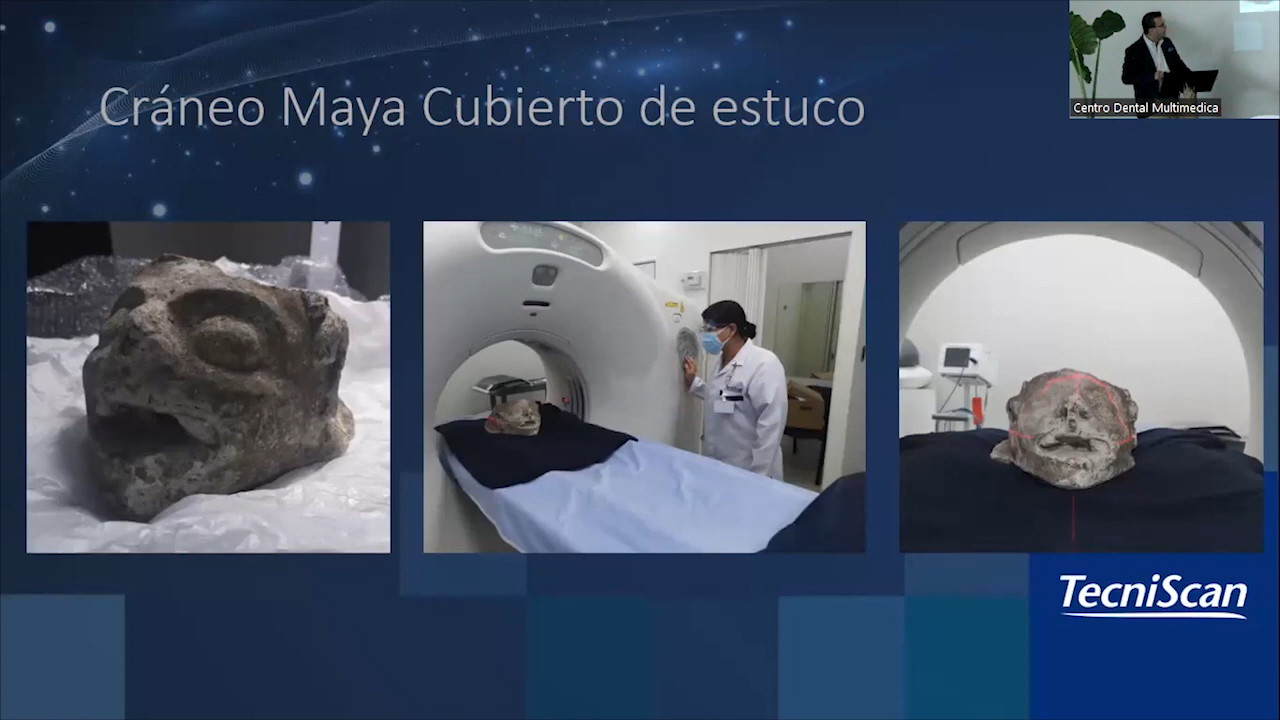 Cráneo Maya Cubierto de estuco
Centro Dental Multimedica
TecniScan